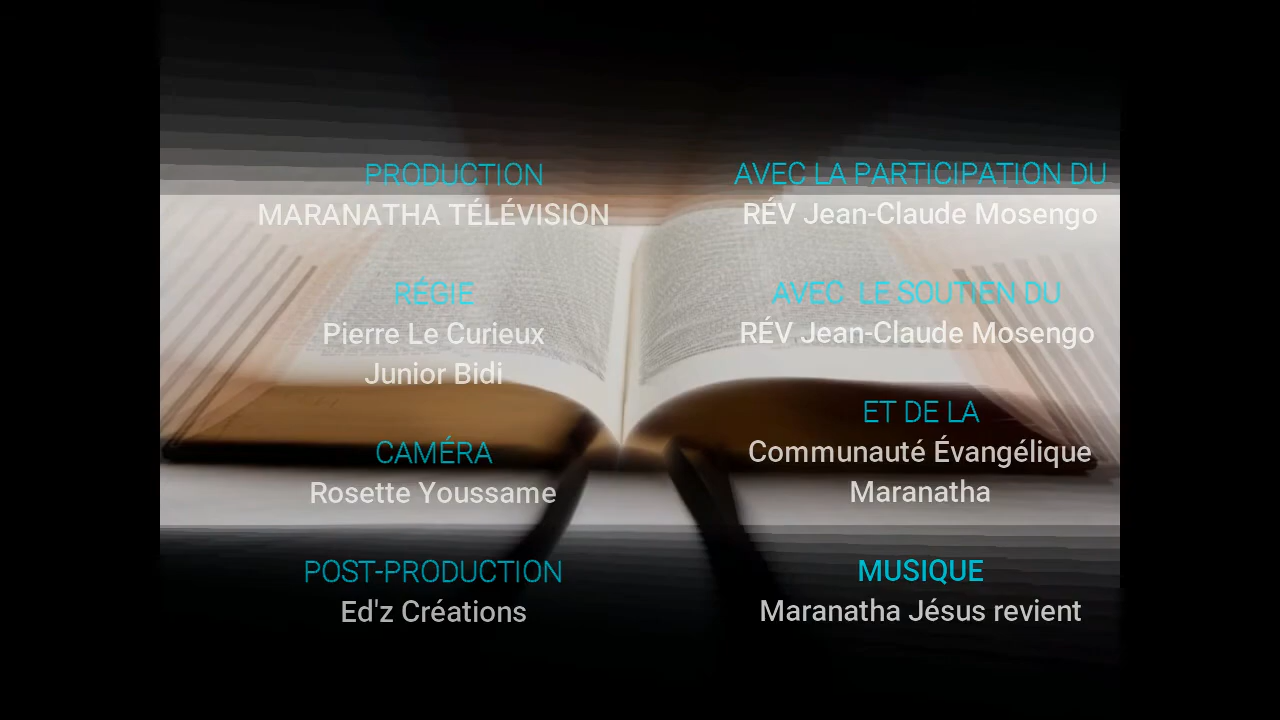 PRODUCTION
MARANATHA TÉLÉVISION
RÉGIE
Pierre Le Curieux
Junior Bidi
CAMÉRA
Rosette Youssame
POST-PRODUCTION
Ed'z Créations
AVEC LA PARTICIPATION DU
RÉV Jean-Claude Mosengo
AVEC LE SOUTIEN DU
RÉV Jean-Claude Mosengo
ET DE LA
Communauté Évangélique
Maranatha
MUSIQUE
Maranatha Jésus revient